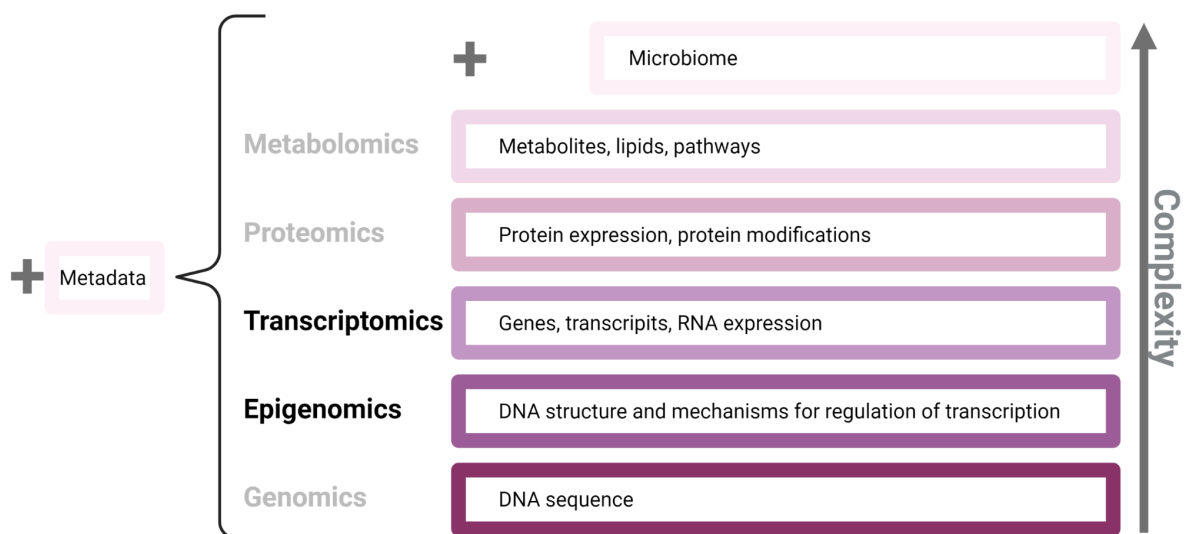 +
Microbiome
Metabolomics
Metabolites, lipids, pathways
Proteomics
Protein expression, protein modifications
+
Metadata
Transcriptomics
Genes, transcripits, RNA expression
Epigenomics
DNA structure and mechanisms for regulation of transcription
Genomics
DNA sequence
Complexity